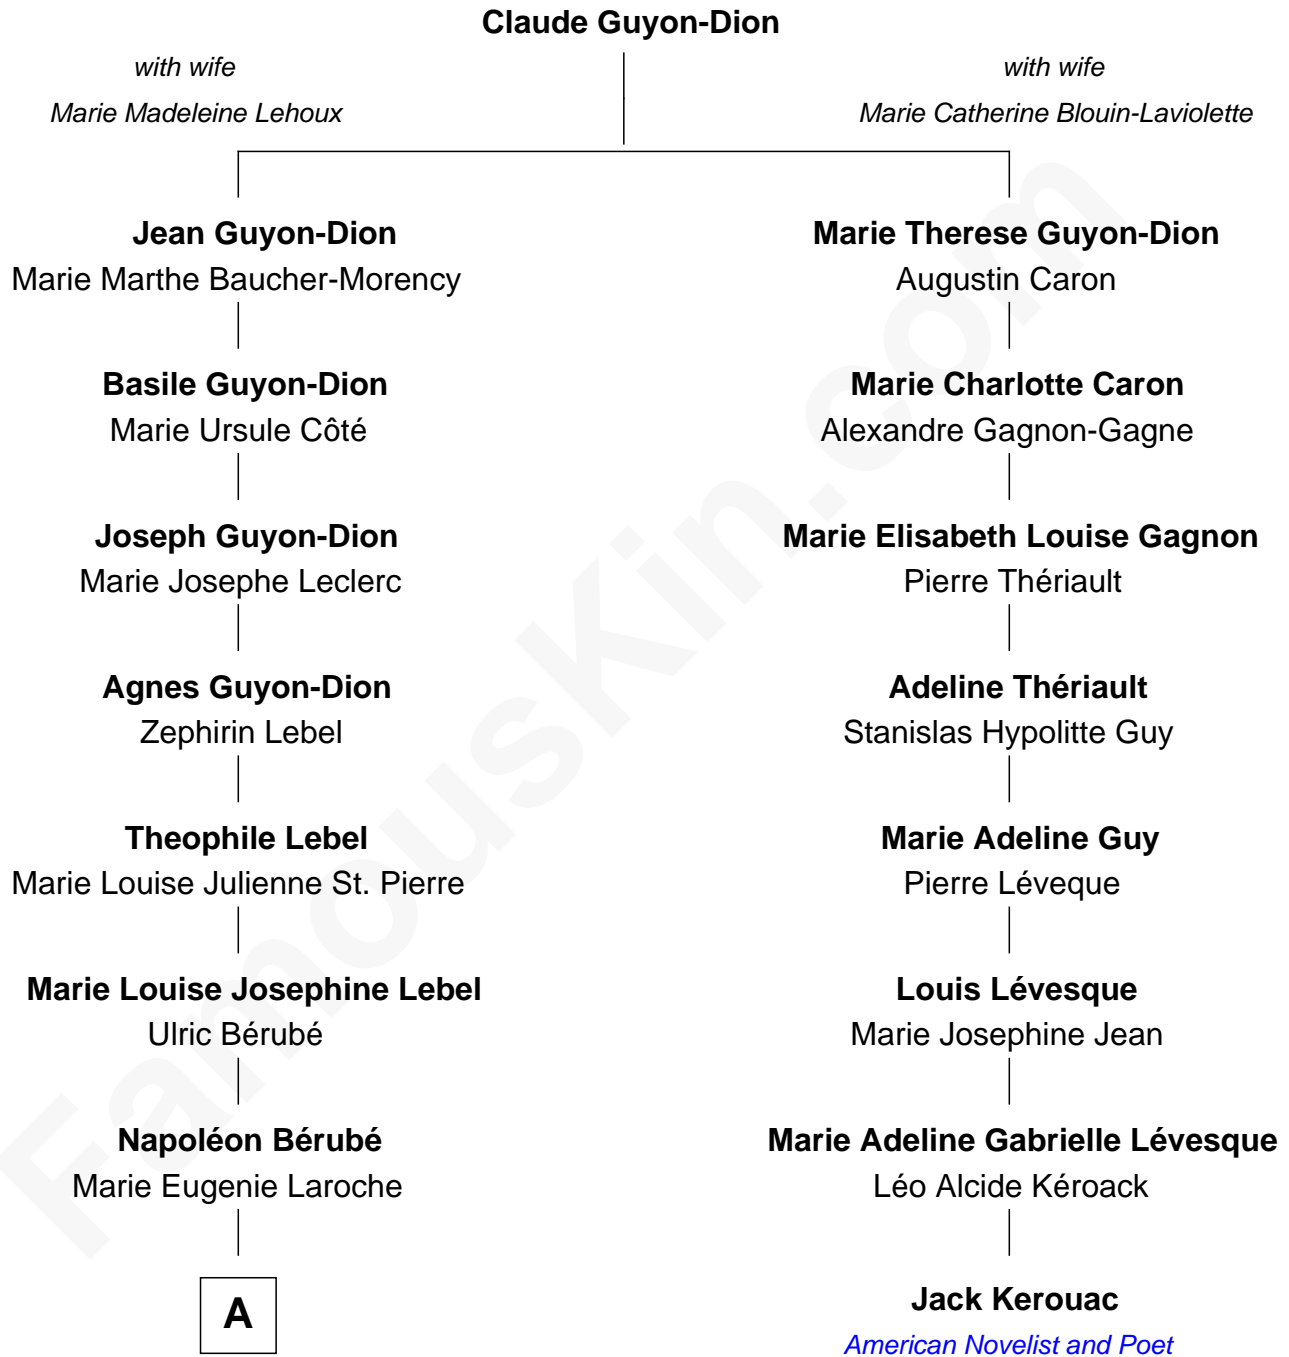 Claude Guyon-Dion
with wife
Marie Madeleine Lehoux
with wife
Marie Catherine Blouin-Laviolette
Jean Guyon-Dion
Marie Marthe Baucher-Morency
Basile Guyon-Dion
Marie Ursule Côté
Joseph Guyon-Dion
Marie Josephe Leclerc
Agnes Guyon-Dion
Zephirin Lebel
Theophile Lebel
Marie Louise Julienne St. Pierre
Marie Louise Josephine Lebel
Ulric Bérubé
Napoléon Bérubé
Marie Eugenie Laroche
A
Marie Therese Guyon-Dion
Augustin Caron
Marie Charlotte Caron
Alexandre Gagnon-Gagne
Marie Elisabeth Louise Gagnon
Pierre Thériault
Adeline Thériault
Stanislas Hypolitte Guy
Marie Adeline Guy
Pierre Léveque
Louis Lévesque
Marie Josephine Jean
Marie Adeline Gabrielle Lévesque
Léo Alcide Kéroack
Jack Kerouac
American Novelist and Poet
FamousKin.com